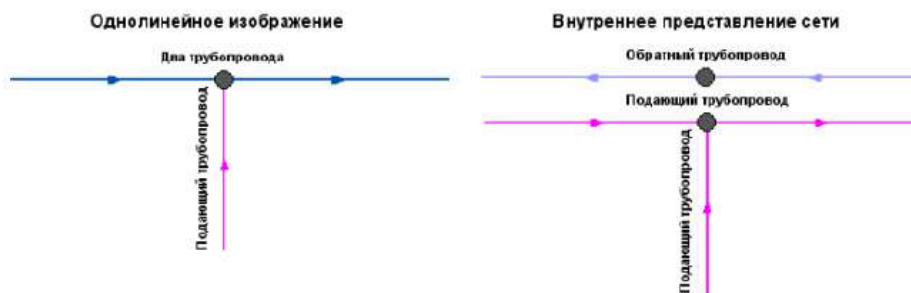 Однолинейное изображение
Два трубопровода
Подающий трубопровод
Внутреннее представление сети
Обратный трубопровод
Подающий трубопровод
Подающий трубопровод